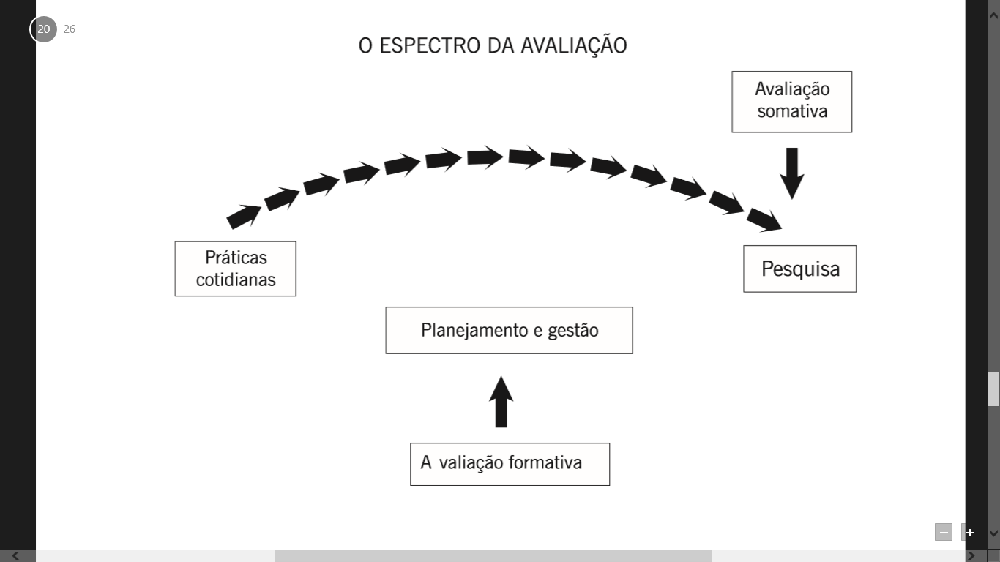 20 26
O ESPECTRO DA AVALIAÇÃO
Avaliação
somativa
Práticas
cotidianas
Pesquisa
Planejamento e gestão
A valiação formativa